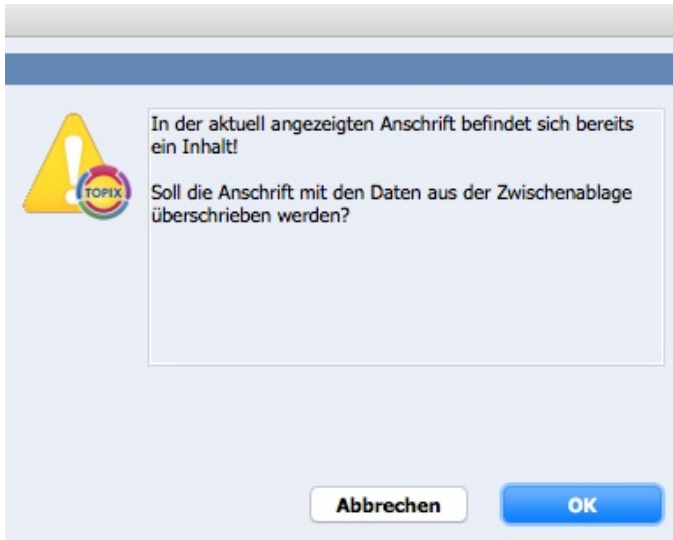 In der aktuell angezeigten Anschrift befindet sich bereits
ein Inhalt!
Soll die Anschrift mit den Daten aus der Zwischenablage
überschrieben werden?
TOPIX
Abbrechen
OK